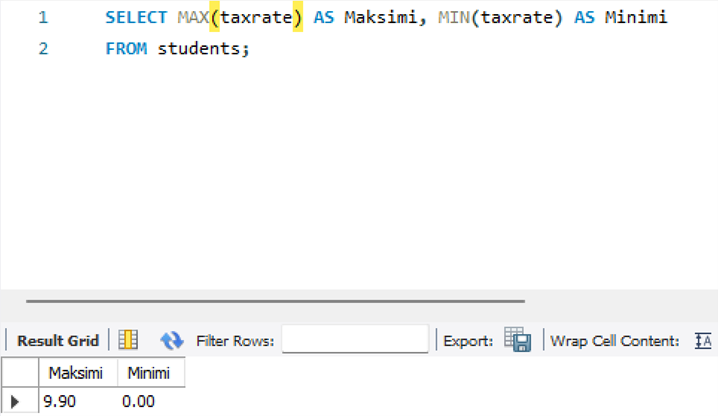 1 SELECT MAX(taxrate) AS Maksimi, MIN(taxrate) AS Minimi
2 FROM students;
Result Grid Filter Rows: Export: Wrap Cell Content: IA
Maksimi Minimi
9.90 0.00